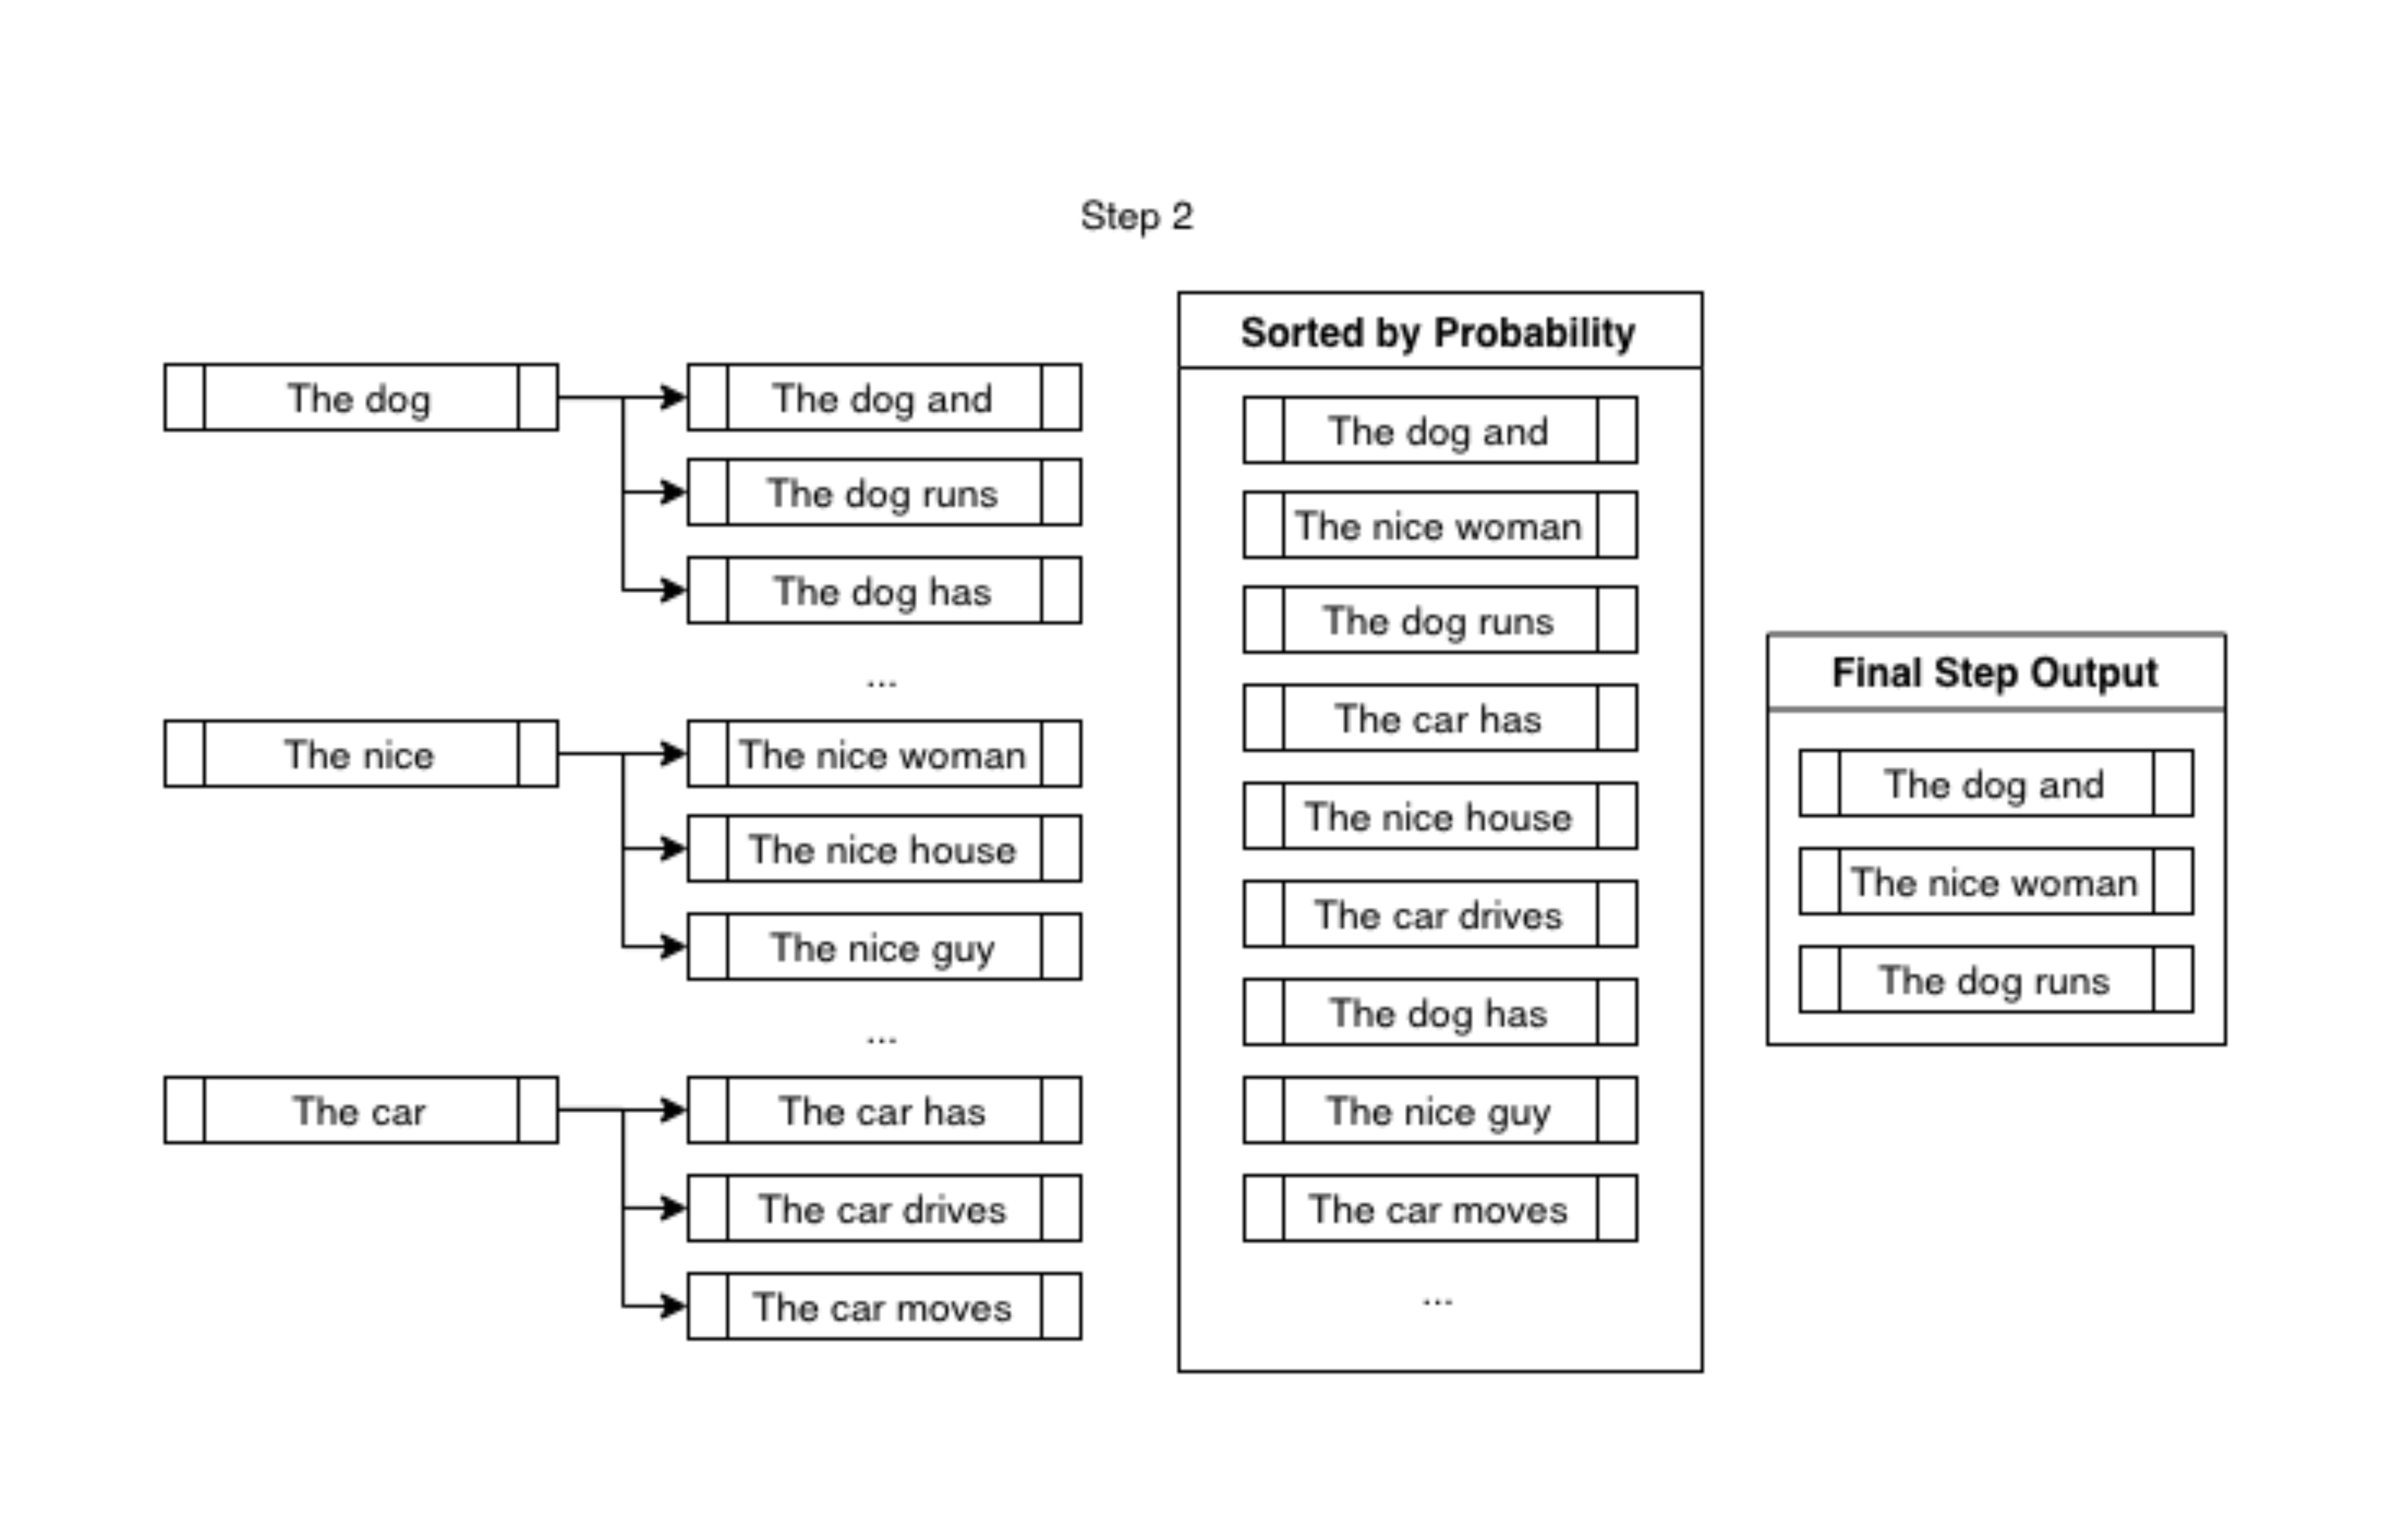 Step 2
The dog
The dog and
The dog runs
The dog has
...
The nice
The nice woman
The nice house
The nice guy
...
The car
The car has
The car drives
The car moves
Sorted by Probability
The dog and
The nice woman
The dog runs
The car has
The nice house
The car drives
The dog has
The nice guy
The car moves
...
Final Step Output
The dog and
The nice woman
The dog runs